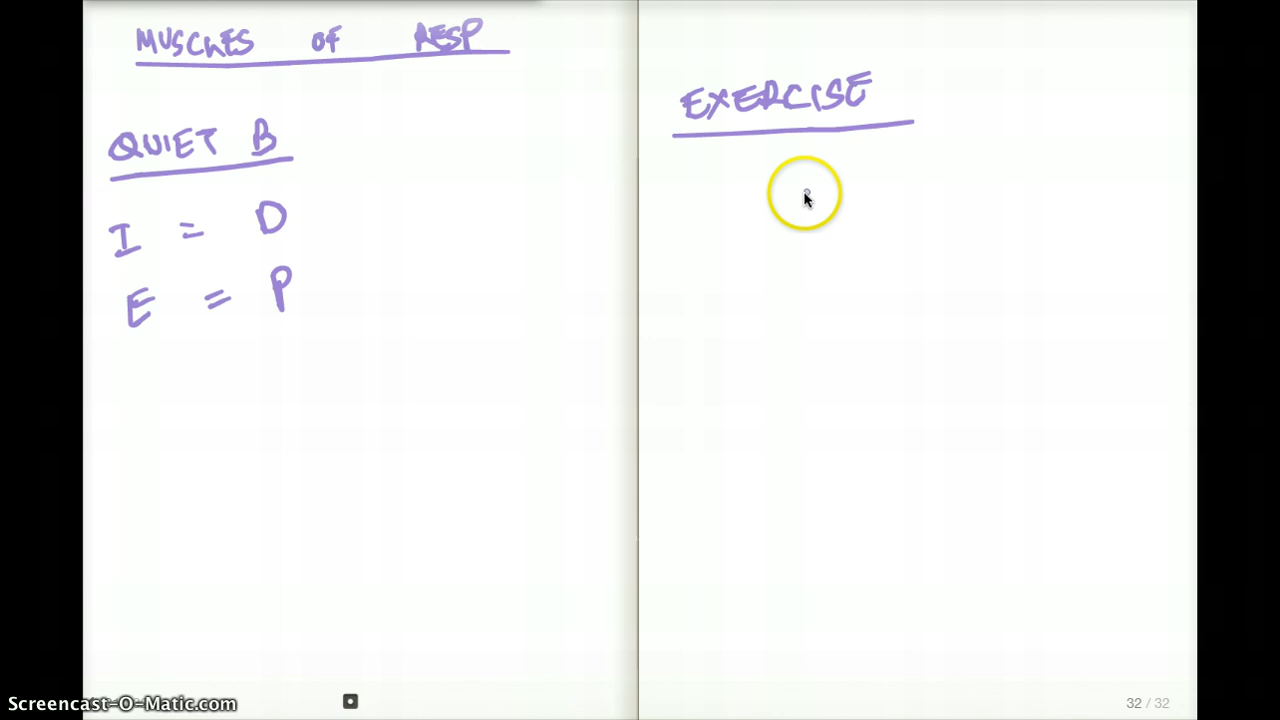 MUSCLES OF RESP
QUIET B
I = D
E = P
EXERCISE
Screencast-O-Matic.com
32 / 32